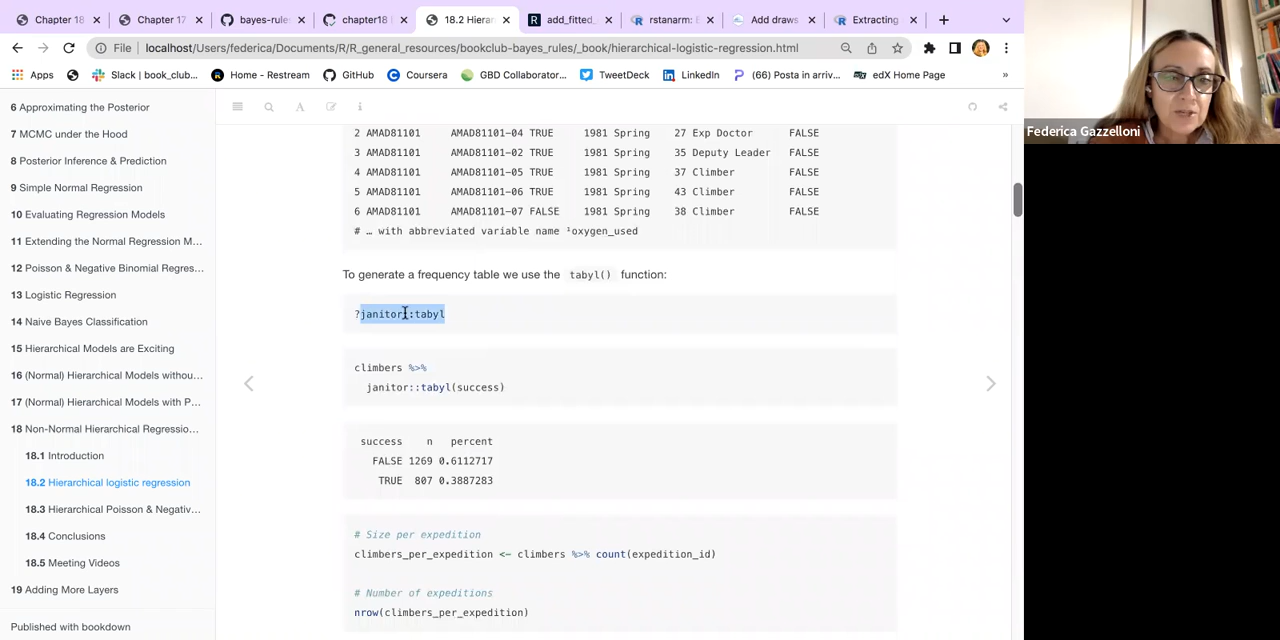 Chapter 18
Chapter 17
bayes-rule
chapter18
18.2 Hierar
add_fitted_
rstanarm: E
Add draws
Extracting
File
localhost/Users/federica/Documents/R/R_general_resources/bookclub-bayes_rules/_book/hierarchical-logistic-regression.html
Apps
Slack | book_club...
Home - Restream
GitHub
Coursera
GBD Collaborator...
TweetDeck
LinkedIn
(66) Posta in arriv...
edX Home Page
»
6 Approximating the Posterior
7 MCMC under the Hood
8 Posterior Inference & Prediction
9 Simple Normal Regression
10 Evaluating Regression Models
11 Extending the Normal Regression M...
12 Poisson & Negative Binomial Regres...
13 Logistic Regression
14 Naive Bayes Classification
15 Hierarchical Models are Exciting
16 (Normal) Hierarchical Models withou...
17 (Normal) Hierarchical Models with P...
18 Non-Normal Hierarchical Regressio...
18.1 Introduction
18.2 Hierarchical logistic regression
18.3 Hierarchical Poisson & Negativ...
18.4 Conclusions
18.5 Meeting Videos
19 Adding More Layers
Published with bookdown
2 AMAD81101 AMAD81101-04 TRUE 1981 Spring 27 Exp Doctor FALSE
3 AMAD81101 AMAD81101-02 TRUE 1981 Spring 35 Deputy Leader FALSE
4 AMAD81101 AMAD81101-05 TRUE 1981 Spring 37 Climber FALSE
5 AMAD81101 AMAD81101-06 TRUE 1981 Spring 43 Climber FALSE
6 AMAD81101 AMAD81101-07 FALSE 1981 Spring 38 Climber FALSE
# … with abbreviated variable name ¹oxygen_used
To generate a frequency table we use the tabyl() function:
?janitor::tabyl
climbers %>%
janitor::tabyl(success)
success n percent
FALSE 1269 0.6112717
TRUE 807 0.3887283
# Size per expedition
climbers_per_expedition <- climbers %>% count(expedition_id)
# Number of expeditions
nrow(climbers_per_expedition)
Federica Gazzelloni